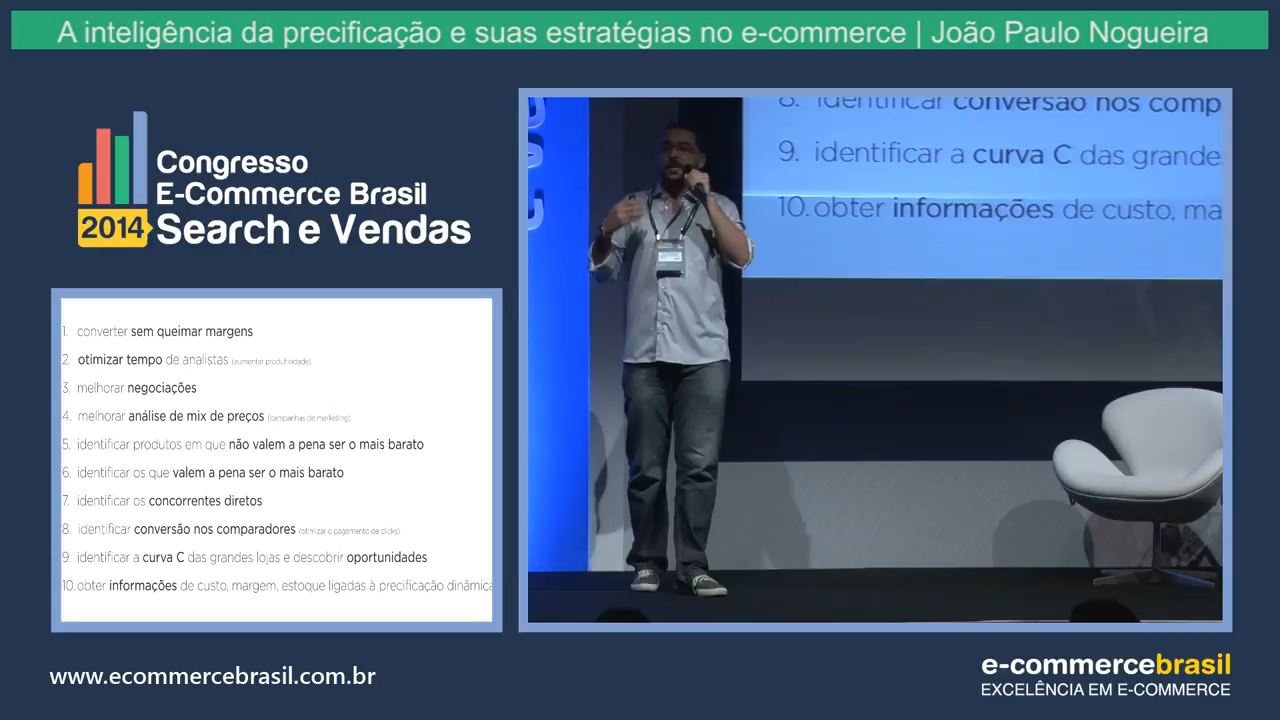 A inteligência da precificação e suas estratégias no e-commerce | João Paulo Nogueira
Congresso
E-Commerce Brasil
2014 Search e Vendas
1. converter sem queimar margens
2. otimizar tempo de analistas (aumentar produtividade)
3. melhorar negociações
4. melhorar análise de mix de preços (campanhas de marketing)
5. identificar produtos em que não valem a pena ser o mais barato
6. identificar os que valem a pena ser o mais barato
7. identificar os concorrentes diretos
8. identificar conversão nos comparadores (otimizar o pagamento de clicks)
9. identificar a curva C das grandes lojas e descobrir oportunidades
10. obter informações de custo, margem, estoque ligadas à precificação dinâmica
8. identificar conversão nos comp
9. identificar a curva C das grande
10. obter informações de custo, ma
www.ecommercebrasil.com.br
e-commercebrasil
EXCELÊNCIA EM E-COMMERCE